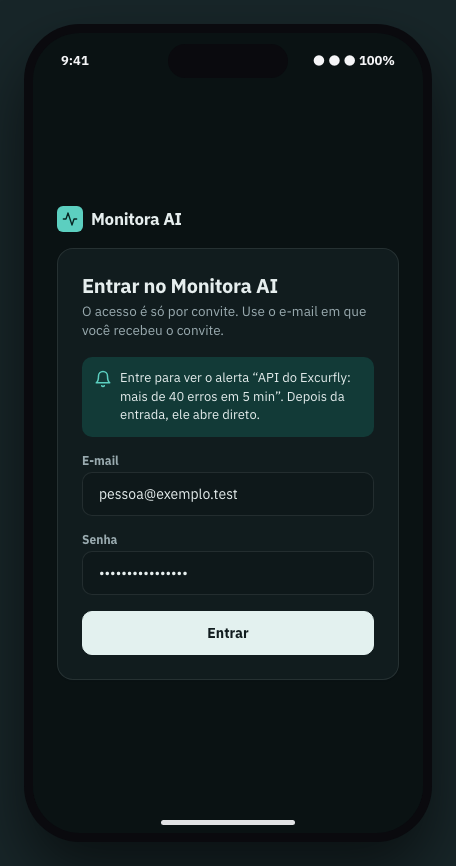 9:41
100%
Monitora AI
Entrar no Monitora AI
O acesso é só por convite. Use o e-mail em que
você recebeu o convite.
Entre para ver o alerta “API do Excurfly:
mais de 40 erros em 5 min”. Depois da
entrada, ele abre direto.
E-mail
pessoa@exemplo.test
Senha
••••••••••••••••
Entrar